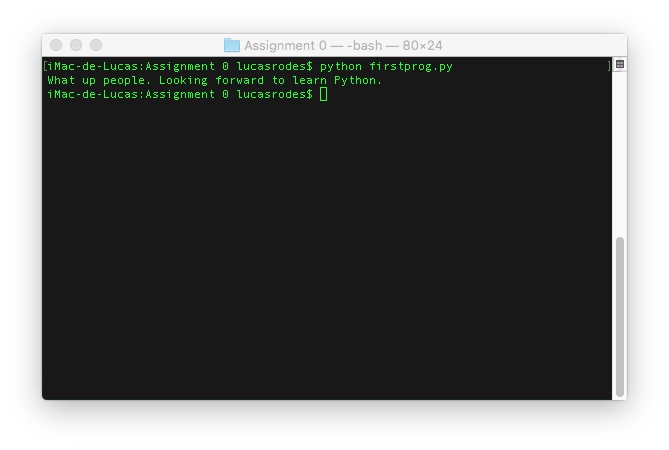 Assignment 0 — -bash — 80×24
[iMac-de-Lucas:Assignment 0 lucasrodes$ python firstprog.py ]
What up people. Looking forward to learn Python.
iMac-de-Lucas:Assignment 0 lucasrodes$